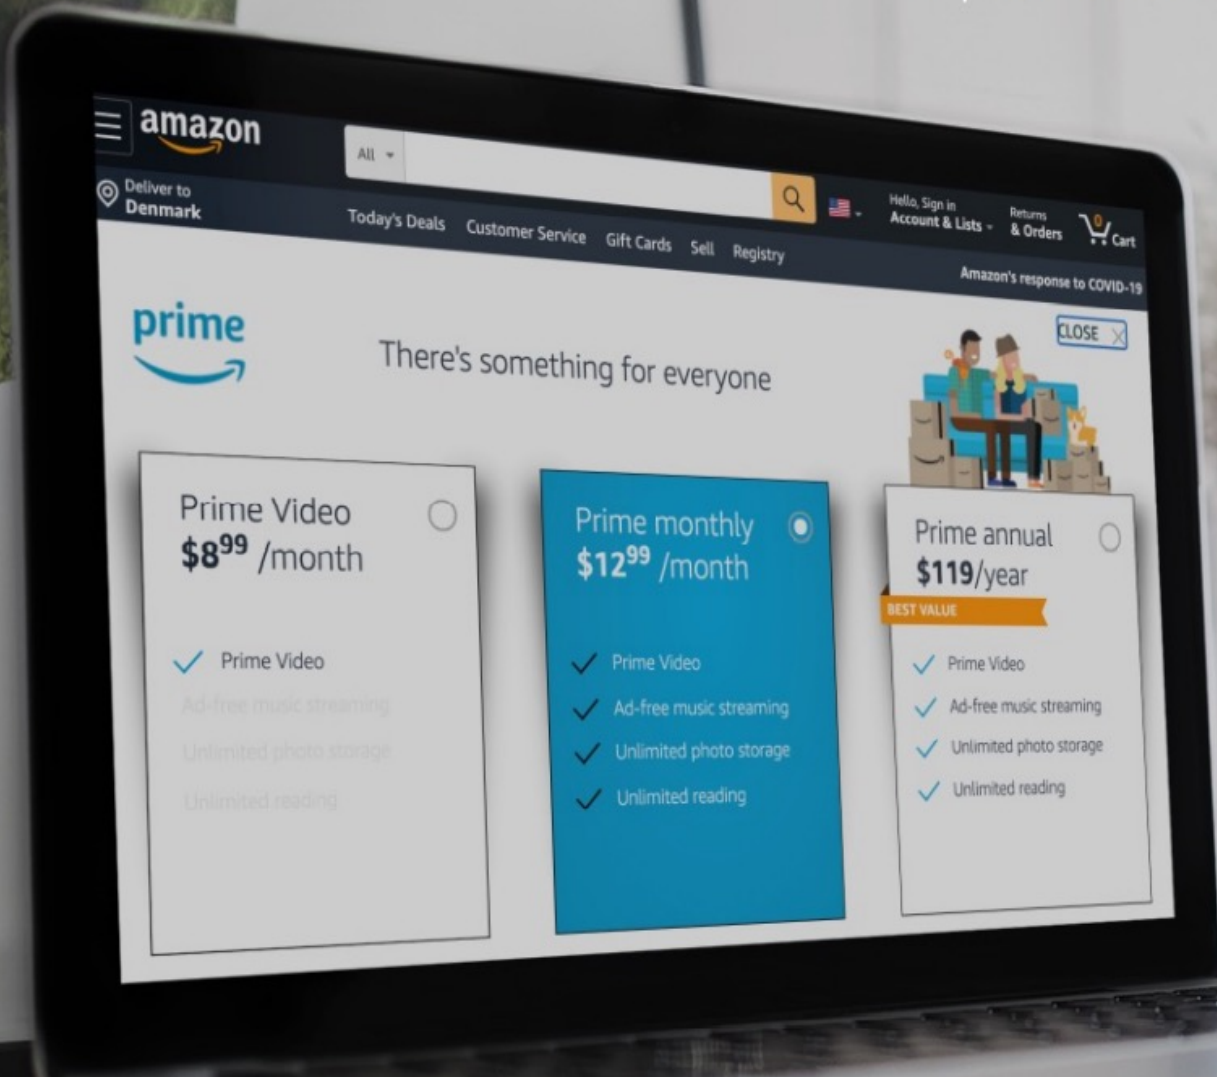 amazon
All
Deliver to
Denmark
Today's Deals Customer Service Gift Cards Sell Registry
Hello, Sign in
Account & Lists
Returns
& Orders
0
Cart
Amazon's response to COVID-19
prime
There's something for everyone
CLOSE
Prime Video
$8⁹⁹ /month
Prime Video
Ad-free music streaming
Unlimited photo storage
Unlimited reading
Prime monthly
$12⁹⁹ /month
Prime Video
Ad-free music streaming
Unlimited photo storage
Unlimited reading
Prime annual
$119/year
BEST VALUE
Prime Video
Ad-free music streaming
Unlimited photo storage
Unlimited reading